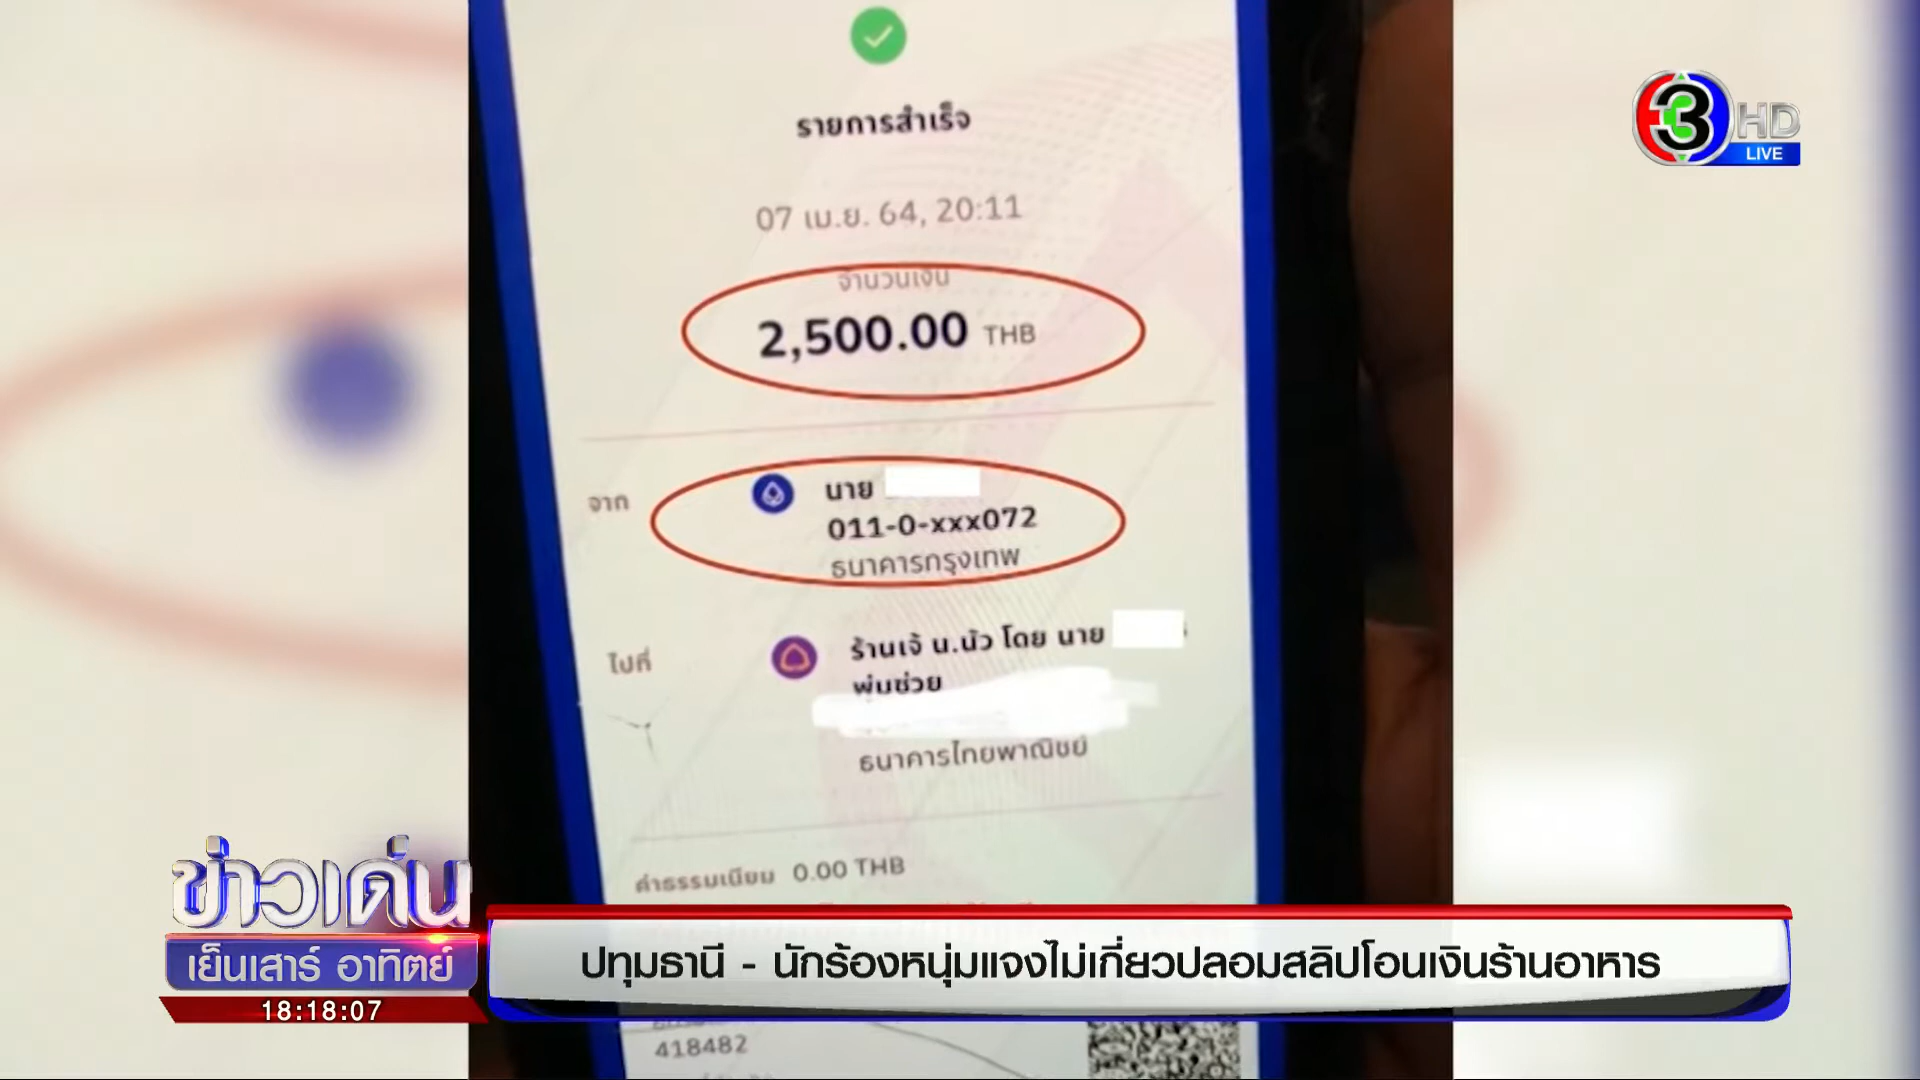 รายการสำเร็จ
07 เม.ย. 64, 20:11
จำนวนเงิน
2,500.00 THB
จาก
นาย
011-0-xxx072
ธนาคารกรุงเทพ
ไปที่
ร้านเจ้ น.นัว โดย นาย
พุ่มช่วย
ธนาคารไทยพาณิชย์
ค่าธรรมเนียม 0.00 THB
418482
3 HD
LIVE
ข่าวเด่น
เย็นเสาร์ อาทิตย์
18:18:07
ปทุมธานี - นักร้องหนุ่มแจงไม่เกี่ยวปลอมสลิปโอนเงินร้านอาหาร